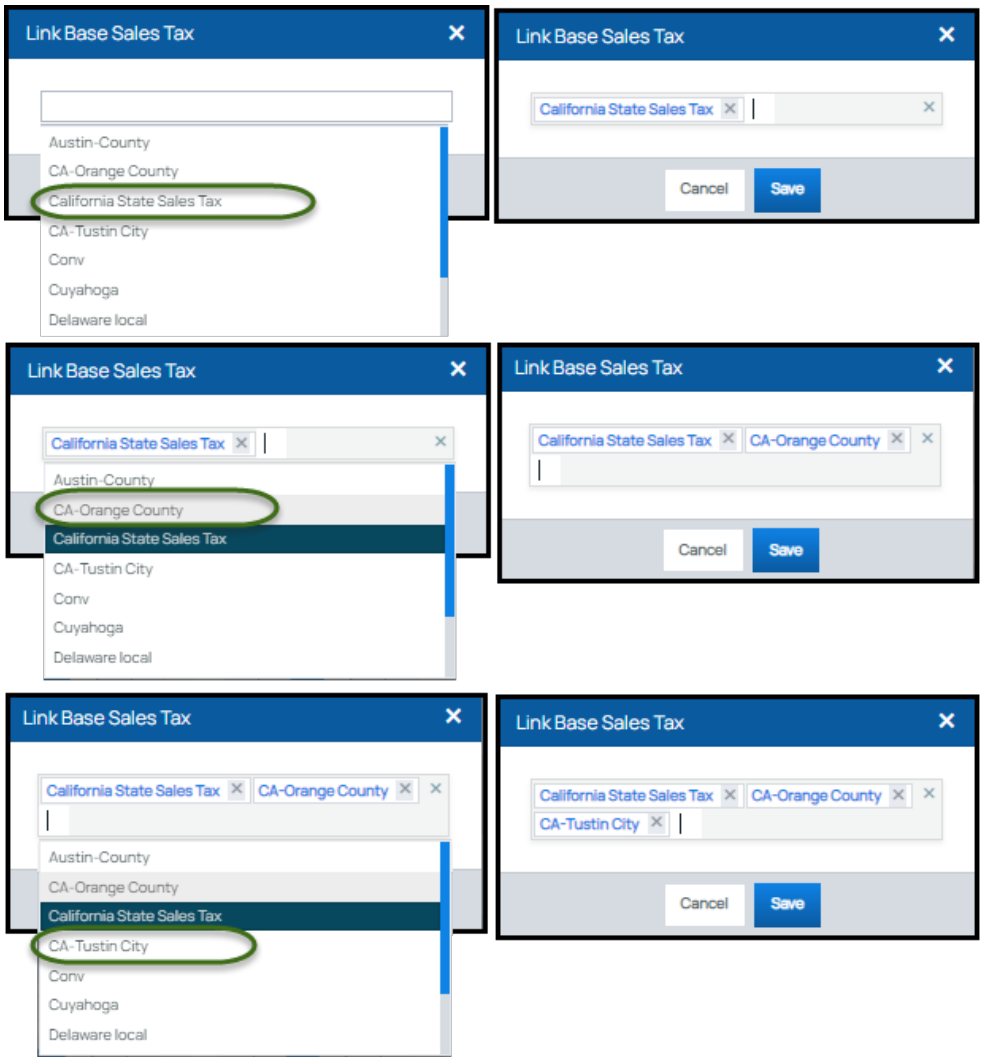 Link Base Sales Tax ×
Austin-County
CA-Orange County
California State Sales Tax
CA-Tustin City
Conv
Cuyahoga
Delaware local
Link Base Sales Tax ×
California State Sales Tax × ×
Cancel Save
Link Base Sales Tax ×
California State Sales Tax × ×
Austin-County
CA-Orange County
California State Sales Tax
CA-Tustin City
Conv
Cuyahoga
Delaware local
Link Base Sales Tax ×
California State Sales Tax × CA-Orange County × ×
Cancel Save
Link Base Sales Tax ×
California State Sales Tax × CA-Orange County × ×
Austin-County
CA-Orange County
California State Sales Tax
CA-Tustin City
Conv
Cuyahoga
Delaware local
Link Base Sales Tax ×
California State Sales Tax × CA-Orange County × ×
CA-Tustin City ×
Cancel Save